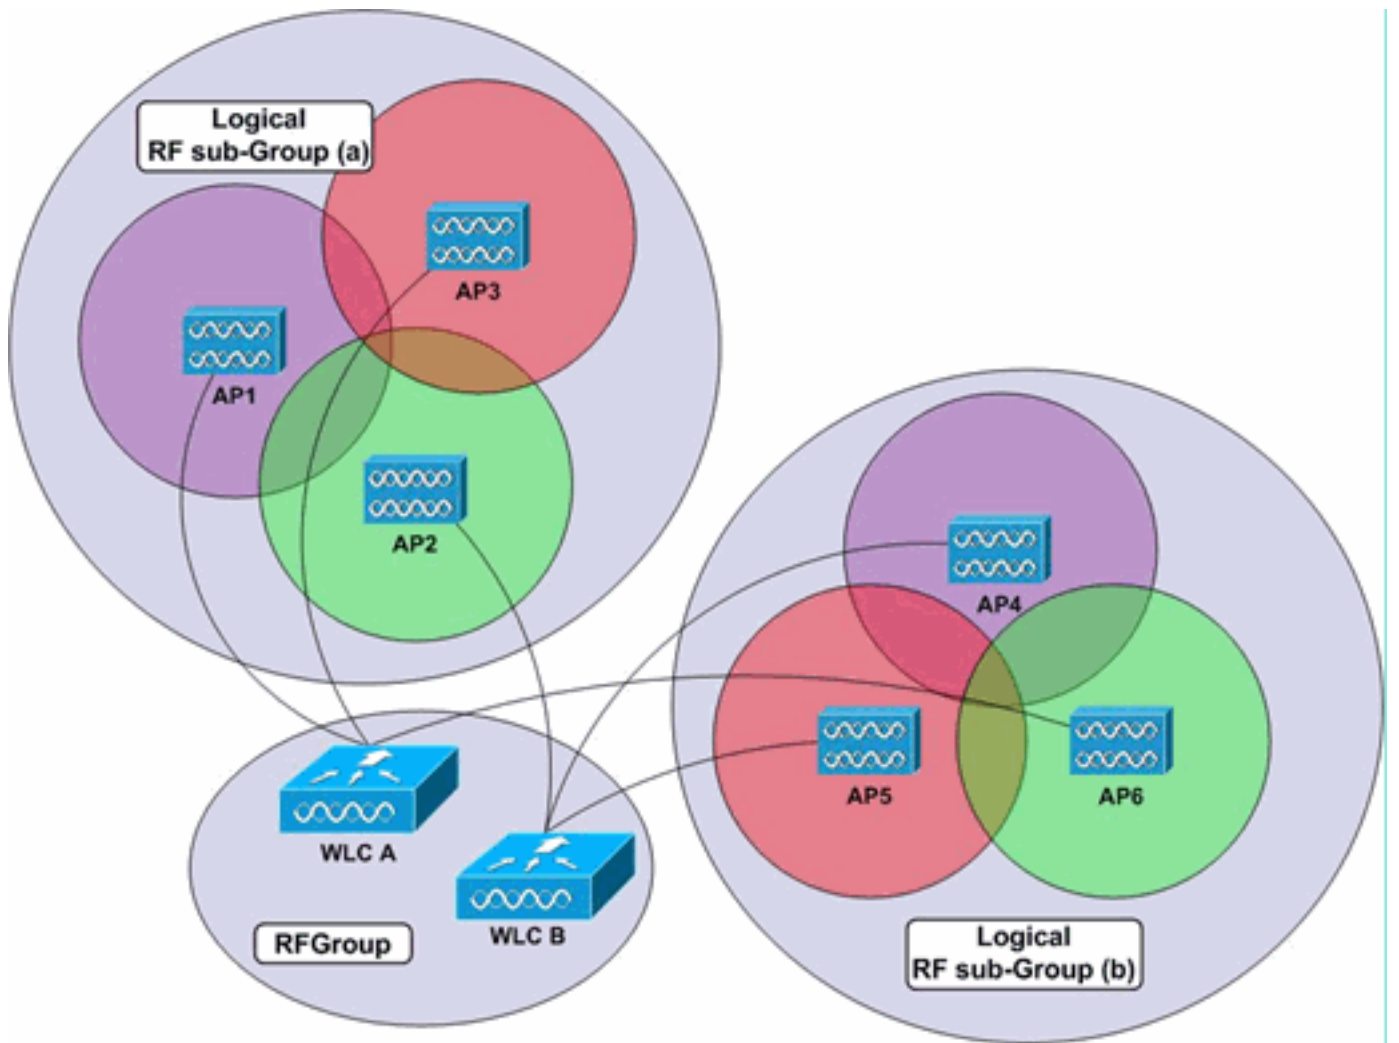 Logical
RF sub-Group (a)
AP3
AP1
AP2
AP4
AP5
AP6
WLC A
WLC B
RFGroup
Logical
RF sub-Group (b)